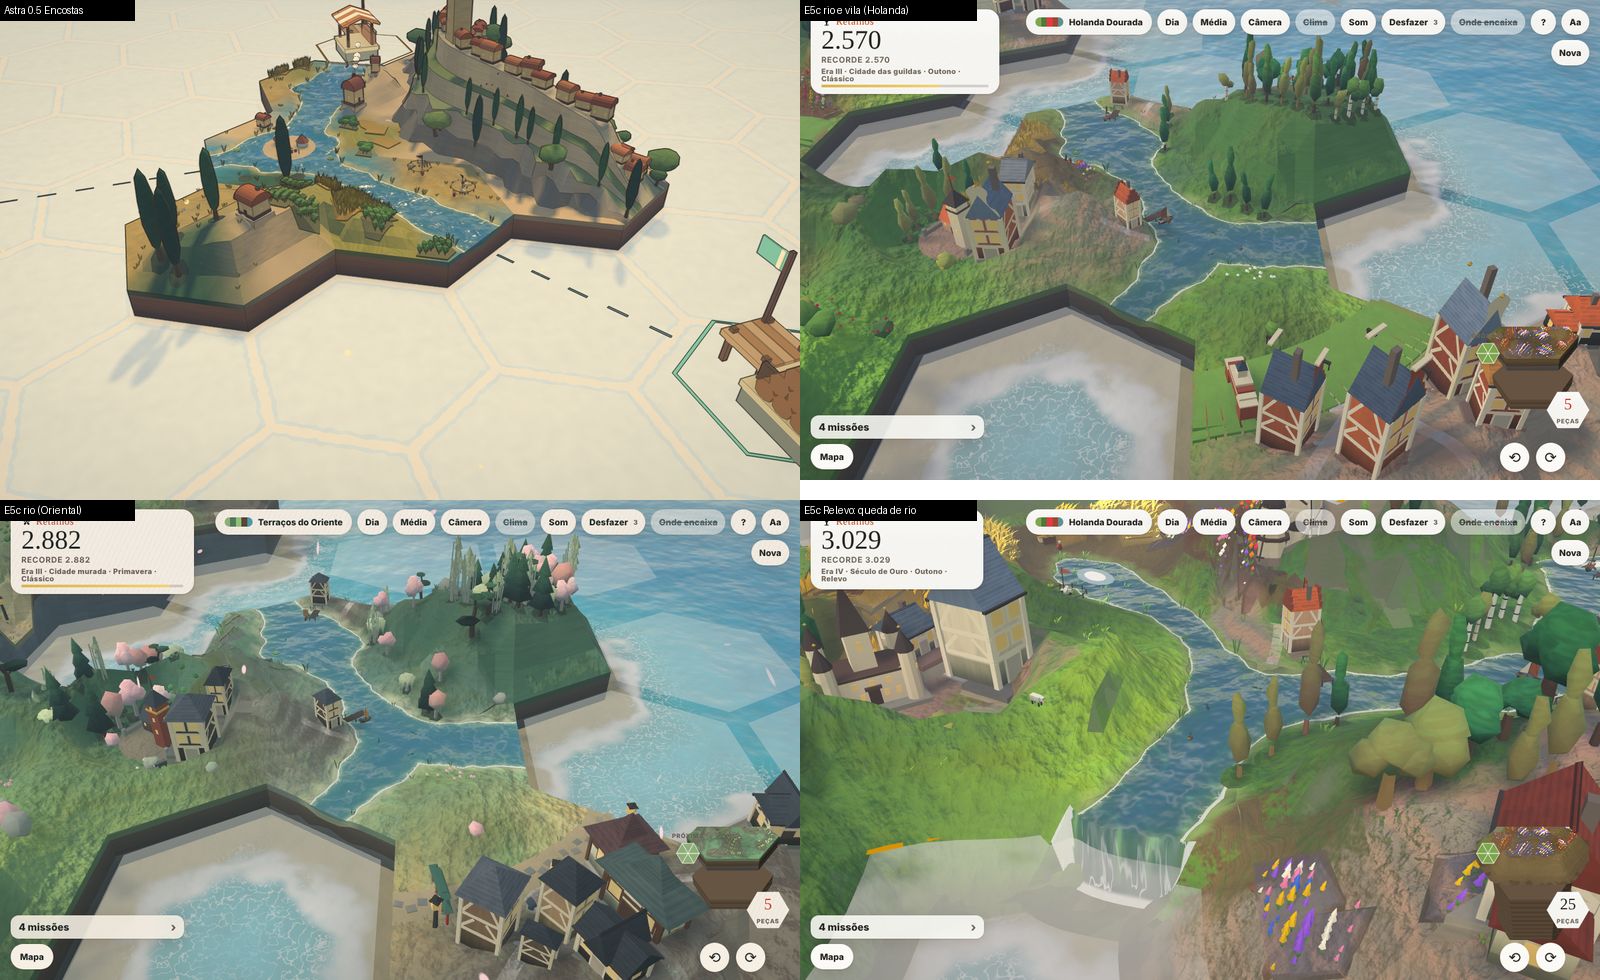 Astra 0.5 Encostas
E5c rio e vila (Holanda)
Retalhos
2.570
RECORDE 2.570
Era III · Cidade das guildas · Outono ·
Clássico
Holanda Dourada
Dia
Média
Câmera
Clima
Som
Desfazer 3
Onde encaixa
?
Aa
Nova
4 missões ›
Mapa
5
PEÇAS
E5c rio (Oriental)
Retalhos
2.882
RECORDE 2.882
Era III · Cidade murada · Primavera ·
Clássico
Terraços do Oriente
Dia
Média
Câmera
Clima
Som
Desfazer 3
Onde encaixa
?
Aa
Nova
4 missões ›
Mapa
5
PEÇAS
E5c Relevo: queda de rio
Retalhos
3.029
RECORDE 3.029
Era IV · Século de Ouro · Outono ·
Relevo
Holanda Dourada
Dia
Média
Câmera
Clima
Som
Desfazer 3
Onde encaixa
?
Aa
Nova
4 missões ›
Mapa
25
PEÇAS